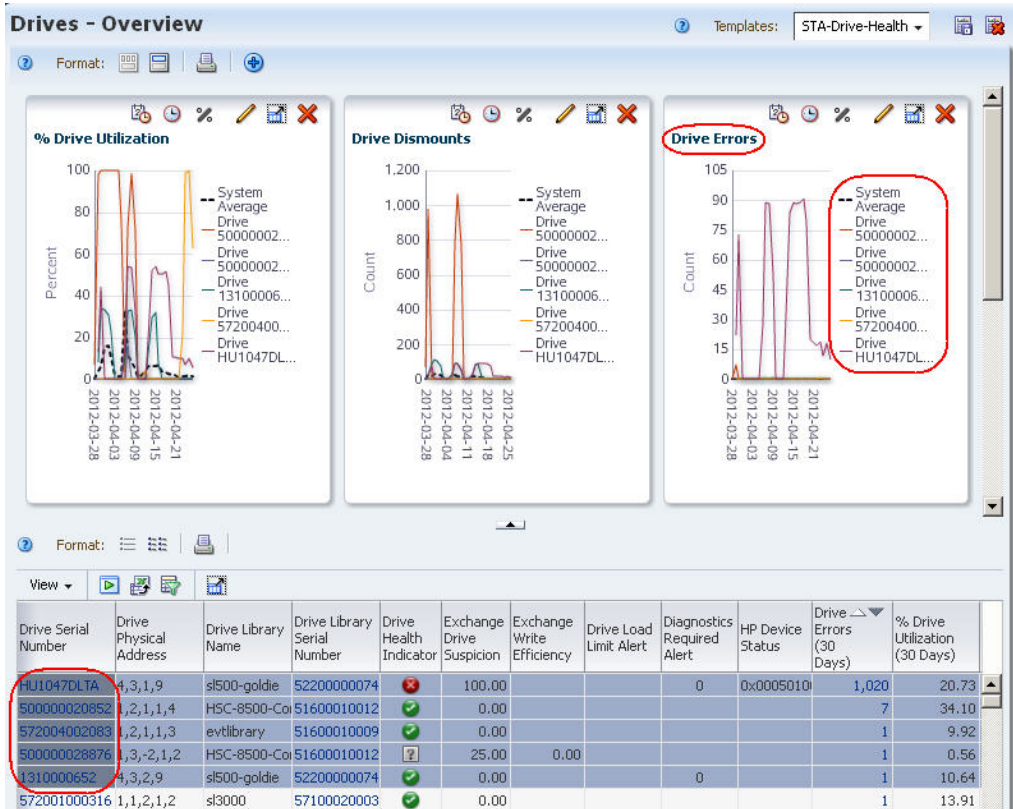 Drives - Overview
Templates: STA-Drive-Health
Format:
% Drive Utilization
100
80
60
40
20
0
Percent
2012-03-28
2012-04-03
2012-04-09
2012-04-15
2012-04-21
System
Average
Drive
50000002...
Drive
50000002...
Drive
13100006...
Drive
57200400...
Drive
HU1047DL...
Drive Dismounts
1,200
1,000
800
600
400
200
0
Count
2012-03-28
2012-04-04
2012-04-11
2012-04-18
2012-04-25
System
Average
Drive
50000002...
Drive
50000002...
Drive
13100006...
Drive
57200400...
Drive
HU1047DL...
Drive Errors
105
90
75
60
45
30
15
0
Count
2012-03-28
2012-04-03
2012-04-09
2012-04-15
2012-04-21
System
Average
Drive
50000002...
Drive
50000002...
Drive
13100006...
Drive
57200400...
Drive
HU1047DL...
Format:
View
Drive Serial Number
Drive Physical Address
Drive Library Name
Drive Library Serial Number
Drive Health Indicator
Exchange Drive Suspicion
Exchange Write Efficiency
Drive Load Limit Alert
Diagnostics Required Alert
HP Device Status
Drive Errors (30 Days)
% Drive Utilization (30 Days)
HU1047DLTA 4,3,1,9 sl500-goldie 52200000074 100.00 0 0x0005010 1,020 20.73
500000020852 1,2,1,1,4 HSC-8500-Co 51600010012 0.00 7 34.10
572004002083 1,2,1,1,3 evtlibrary 51600010009 0.00 1 9.92
500000028876 1,3,-2,1,2 HSC-8500-Co 51600010012 ? 25.00 0.00 1 0.56
1310000652 4,3,2,9 sl500-goldie 52200000074 0.00 0 1 10.64
572001000316 1,1,2,1,2 sl3000 57100020003 0.00 1 13.91